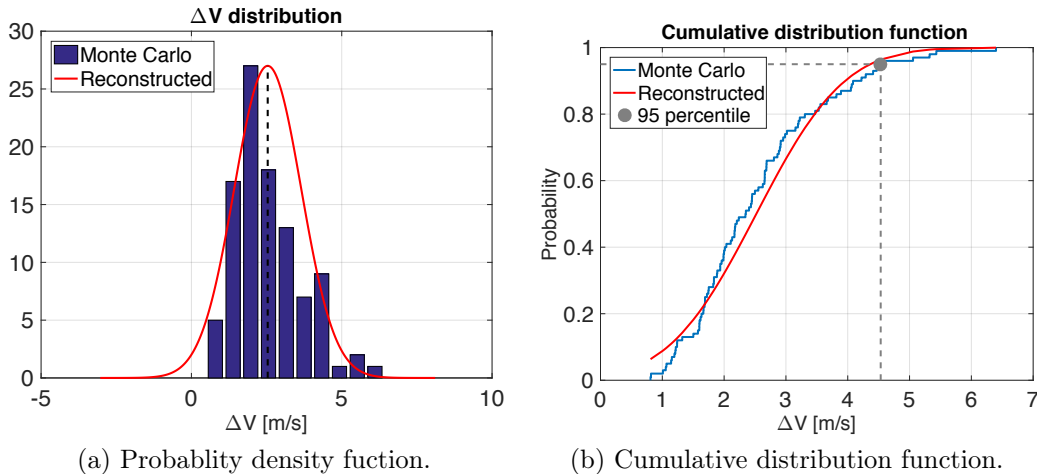 ΔV distribution
30
25
20
15
10
5
0
Monte Carlo
Reconstructed
-5 0 5 10
ΔV [m/s]
(a) Probablity density fuction.
Cumulative distribution function
1
0.8
0.6
0.4
0.2
0
Probability
Monte Carlo
Reconstructed
95 percentile
0 1 2 3 4 5 6 7
ΔV [m/s]
(b) Cumulative distribution function.